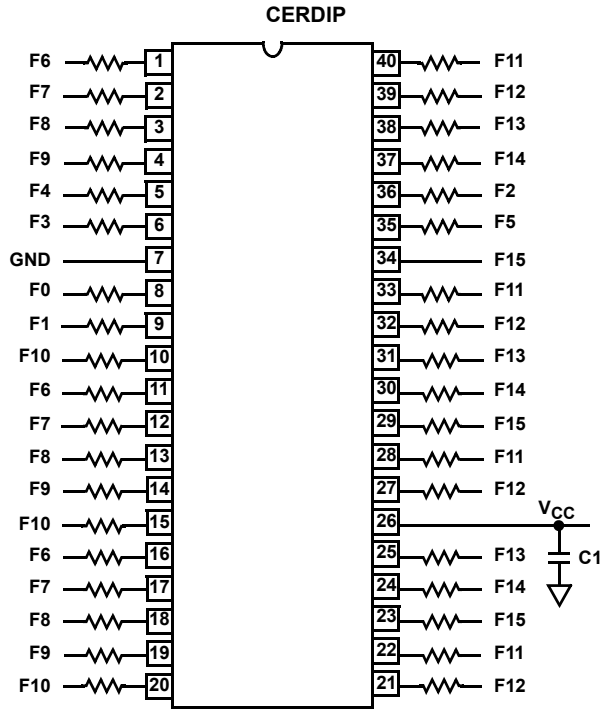 CERDIP
F6 1 40 F11
F7 2 39 F12
F8 3 38 F13
F9 4 37 F14
F4 5 36 F2
F3 6 35 F5
GND 7 34 F15
F0 8 33 F11
F1 9 32 F12
F10 10 31 F13
F6 11 30 F14
F7 12 29 F15
F8 13 28 F11
F9 14 27 F12
F10 15 26 VCC
F6 16 25 F13 C1
F7 17 24 F14
F8 18 23 F15
F9 19 22 F11
F10 20 21 F12